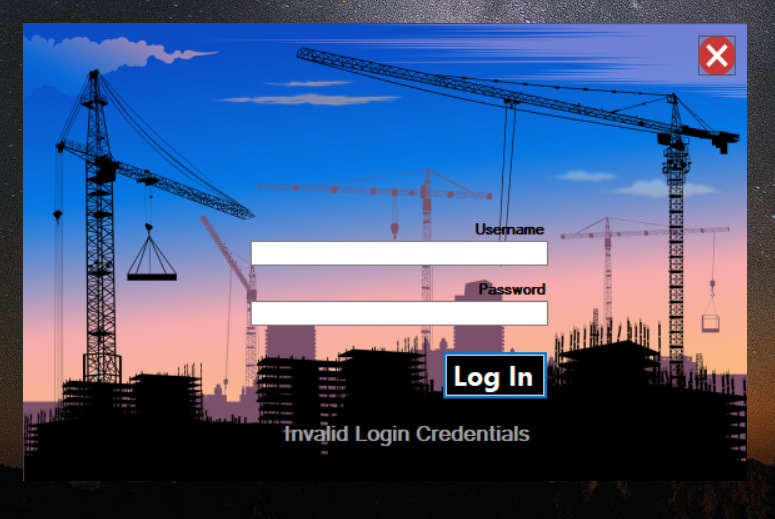 Username
Password
Log In
Invalid Login Credentials